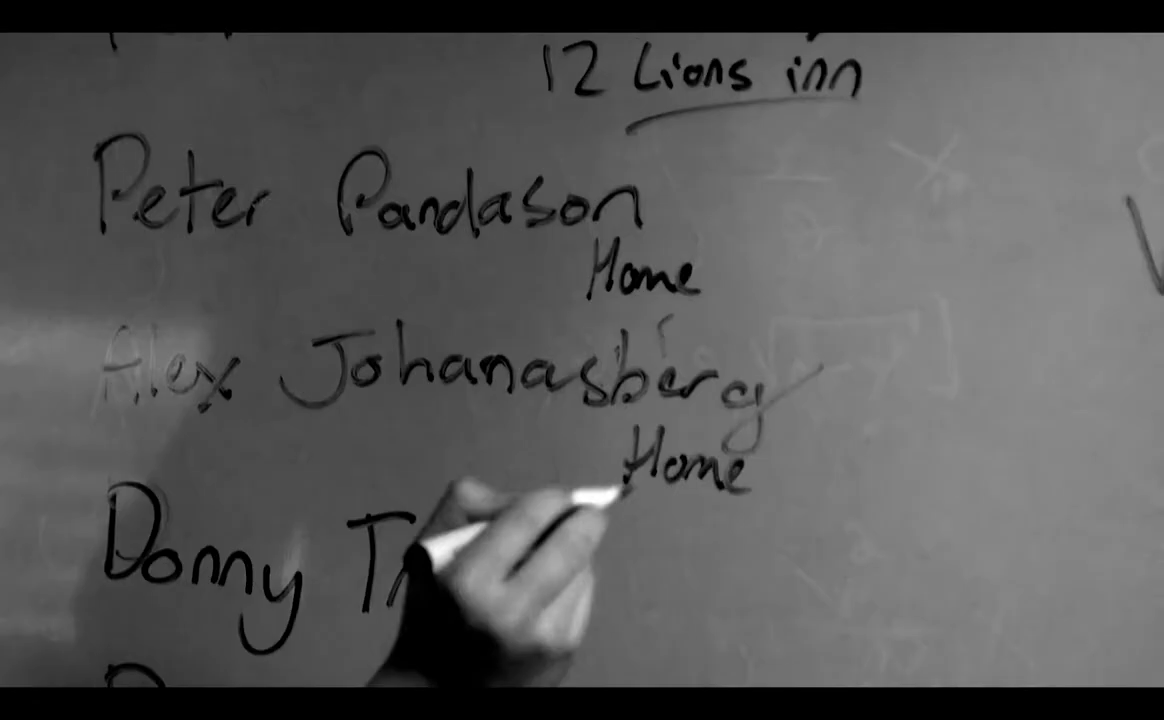 12 Lions inn
Peter Pandason
Home
Alex Johanasberg
Home
Donny